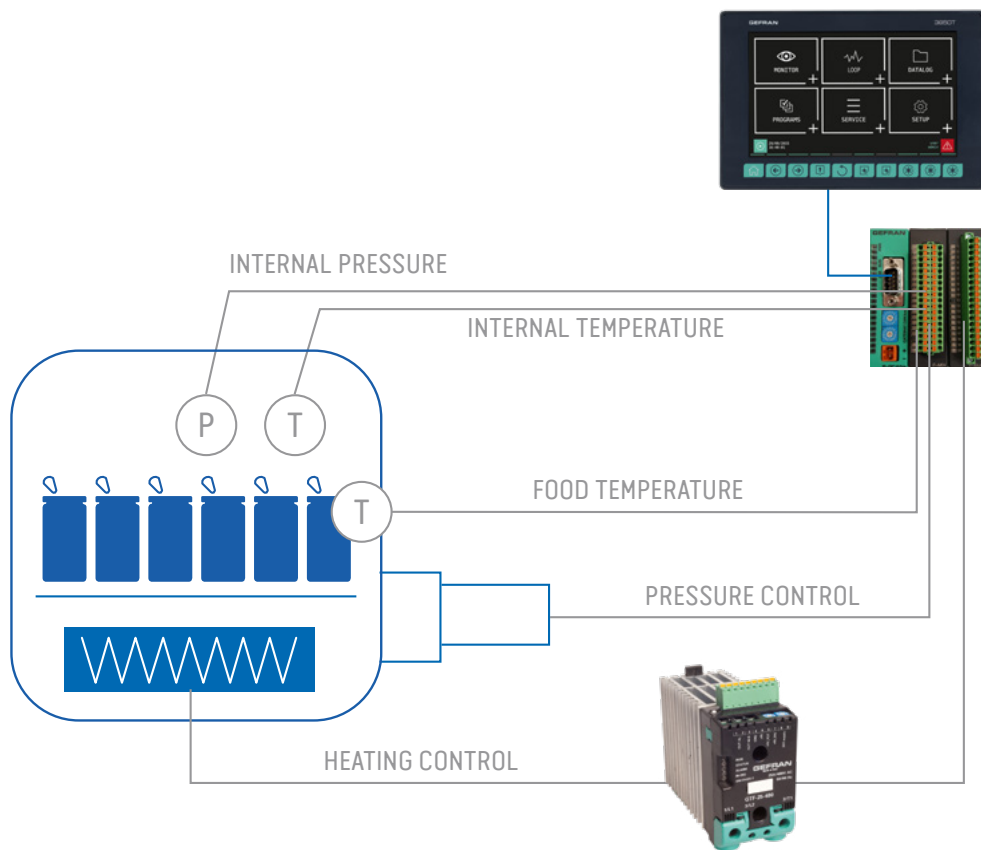 GEFRAN
3850T
MONITOR
LOOP
DATALOG
PROGRAMS
SERVICE
SETUP
GEFRAN
INTERNAL PRESSURE
INTERNAL TEMPERATURE
P
T
T
FOOD TEMPERATURE
PRESSURE CONTROL
HEATING CONTROL
GEFRAN